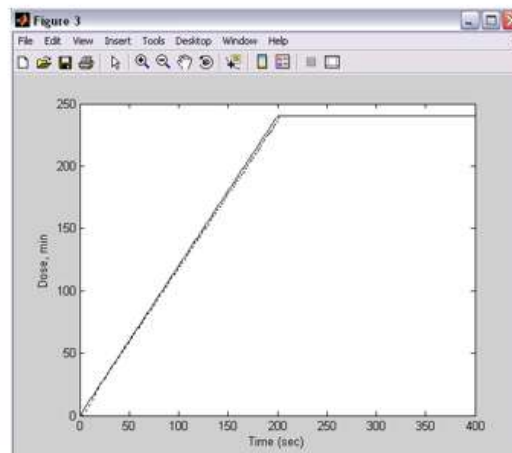 Figure 3
File Edit View Insert Tools Desktop Window Help
250
200
150
100
50
0
Dose, min
0 50 100 150 200 250 300 350 400
Time (sec)